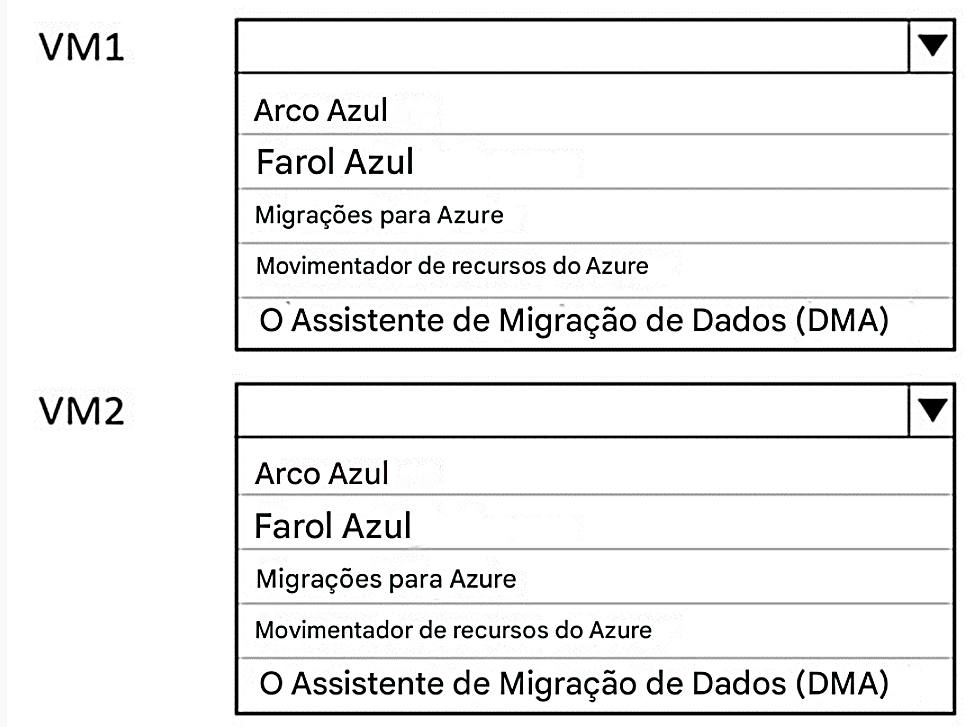 VM1
Arco Azul
Farol Azul
Migrações para Azure
Movimentador de recursos do Azure
O Assistente de Migração de Dados (DMA)
VM2
Arco Azul
Farol Azul
Migrações para Azure
Movimentador de recursos do Azure
O Assistente de Migração de Dados (DMA)